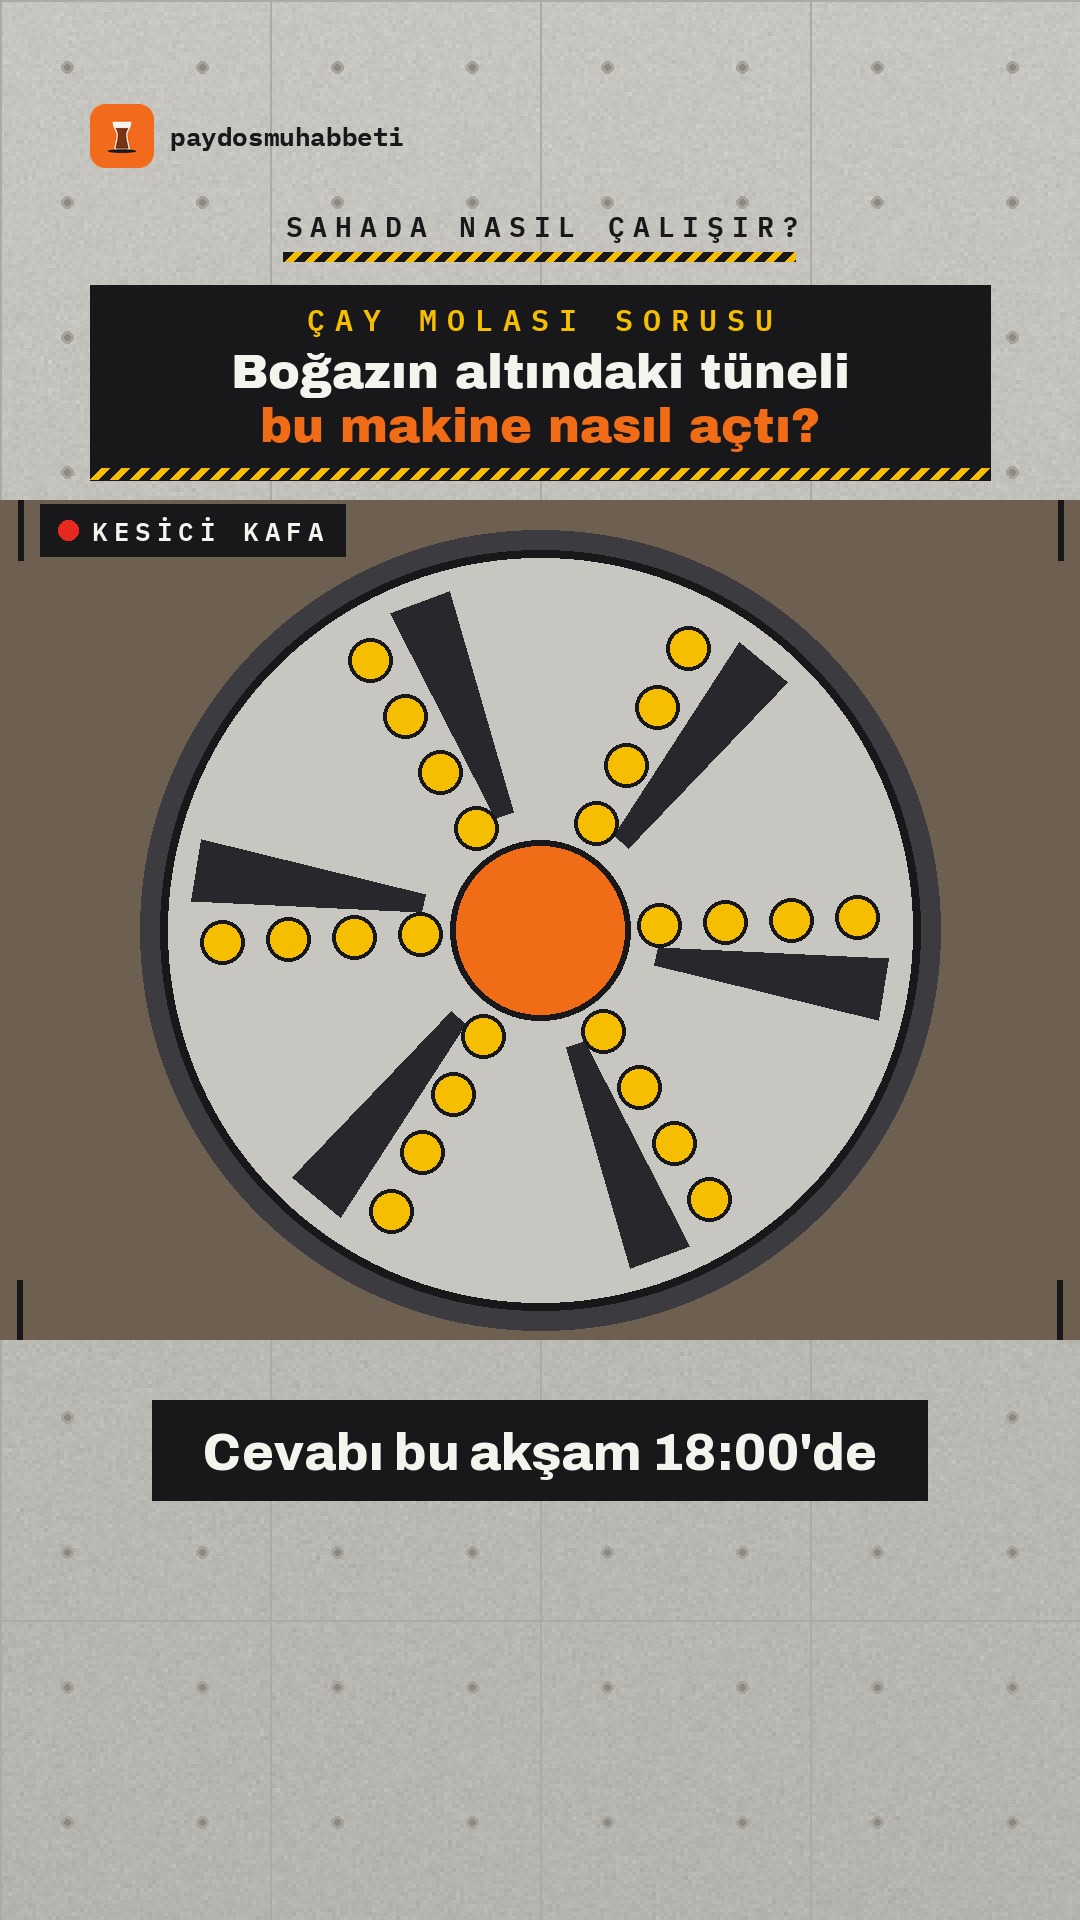 paydosmuhabbeti
SAHADA NASIL ÇALIŞIR?
ÇAY MOLASI SORUSU
Boğazın altındaki tüneli
bu makine nasıl açtı?
KESİCİ KAFA
Cevabı bu akşam 18:00'de